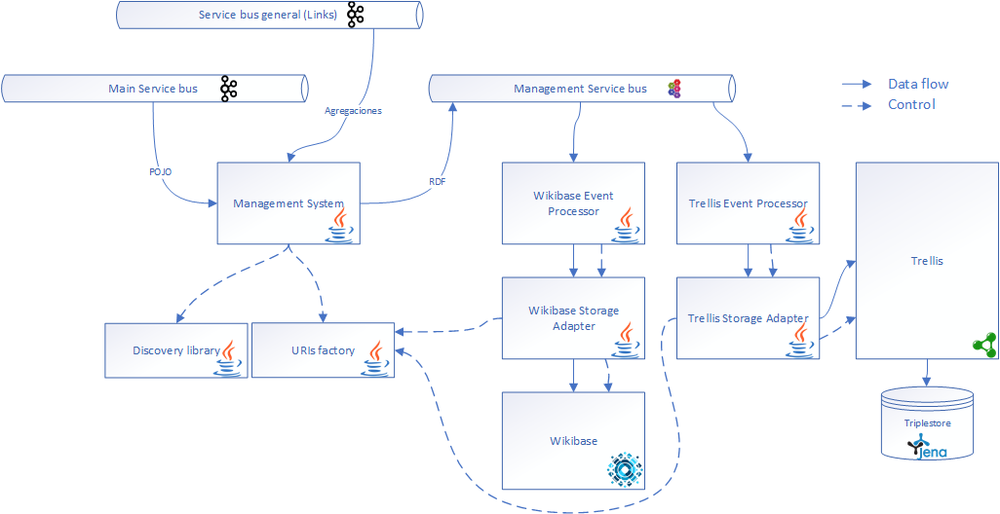 Service bus general (Links)
Main Service bus
Management Service bus
Data flow
Control
Agregaciones
POJO
RDF
Management System
Wikibase Event
Processor
Trellis Event Processor
Trellis
Wikibase Storage
Adapter
Trellis Storage Adapter
Discovery library
URIs factory
Wikibase
Triplestore
jena